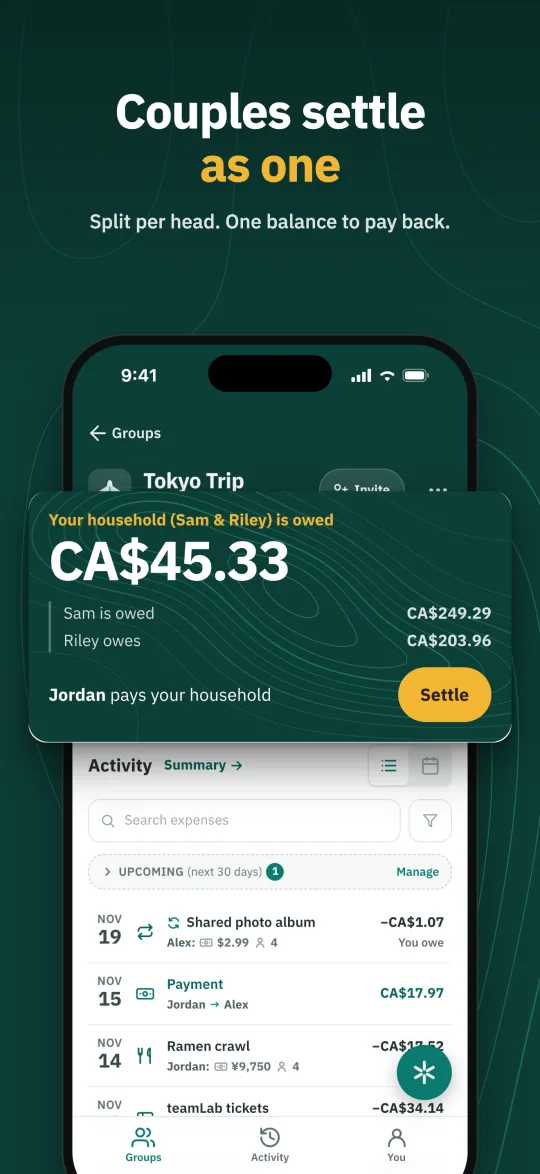 Couples settle
as one
Split per head. One balance to pay back.
9:41
← Groups
Tokyo Trip
Invite
Your household (Sam & Riley) is owed
CA$45.33
Sam is owed CA$249.29
Riley owes CA$203.96
Jordan pays your household
Settle
Activity Summary →
Search expenses
UPCOMING (next 30 days) 1 Manage
NOV 19 Shared photo album −CA$1.07
Alex: $2.99 4 You owe
NOV 15 Payment CA$17.97
Jordan → Alex
NOV 14 Ramen crawl −CA$17.52
Jordan: ¥9,750 4
NOV teamLab tickets −CA$34.14
Groups Activity You